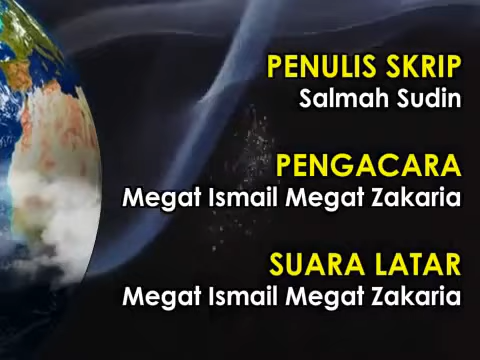 PENULIS SKRIP
Salmah Sudin
PENGACARA
Megat Ismail Megat Zakaria
SUARA LATAR
Megat Ismail Megat Zakaria